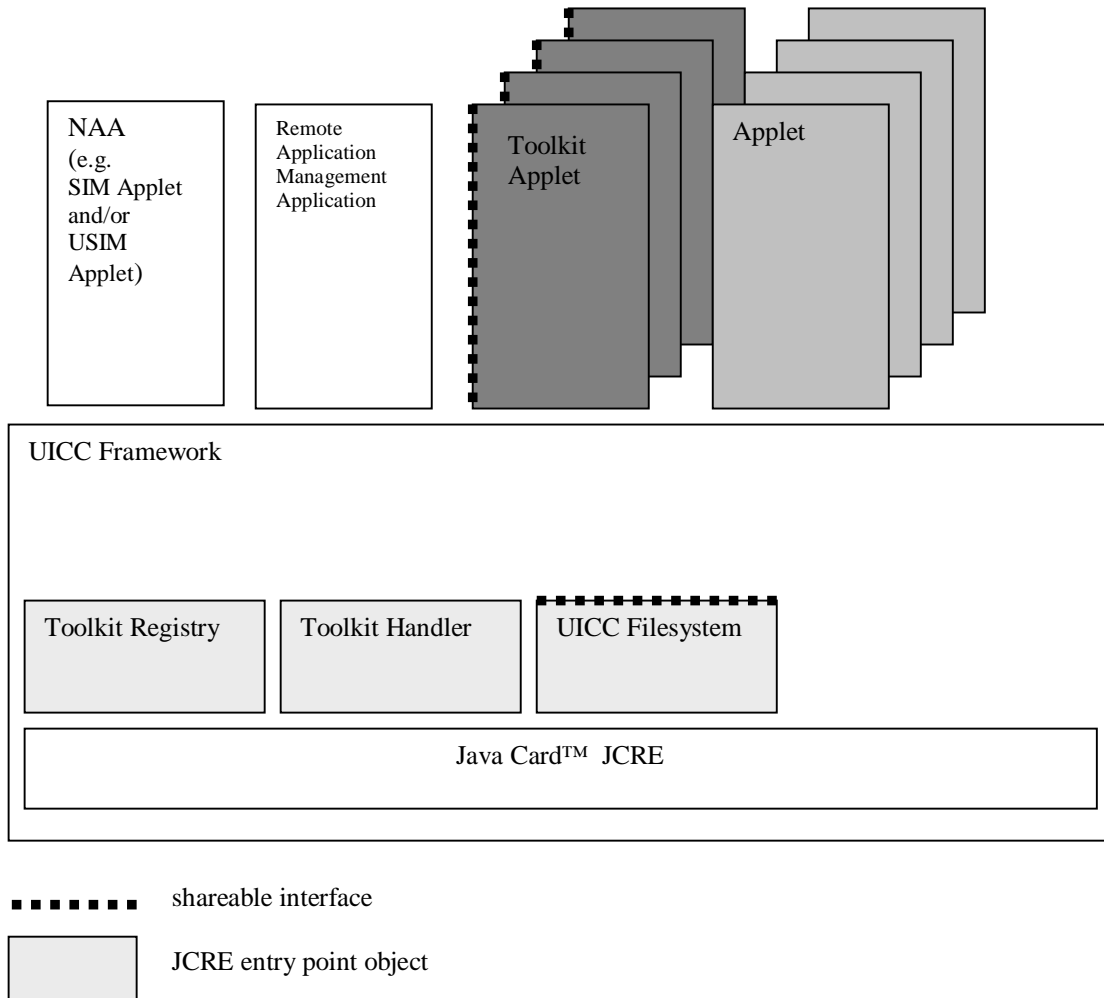 NAA
(e.g.
SIM Applet
and/or
USIM
Applet)
Remote
Application
Management
Application
Toolkit
Applet
Applet
UICC Framework
Toolkit Registry
Toolkit Handler
UICC Filesystem
Java Card™ JCRE
shareable interface
JCRE entry point object